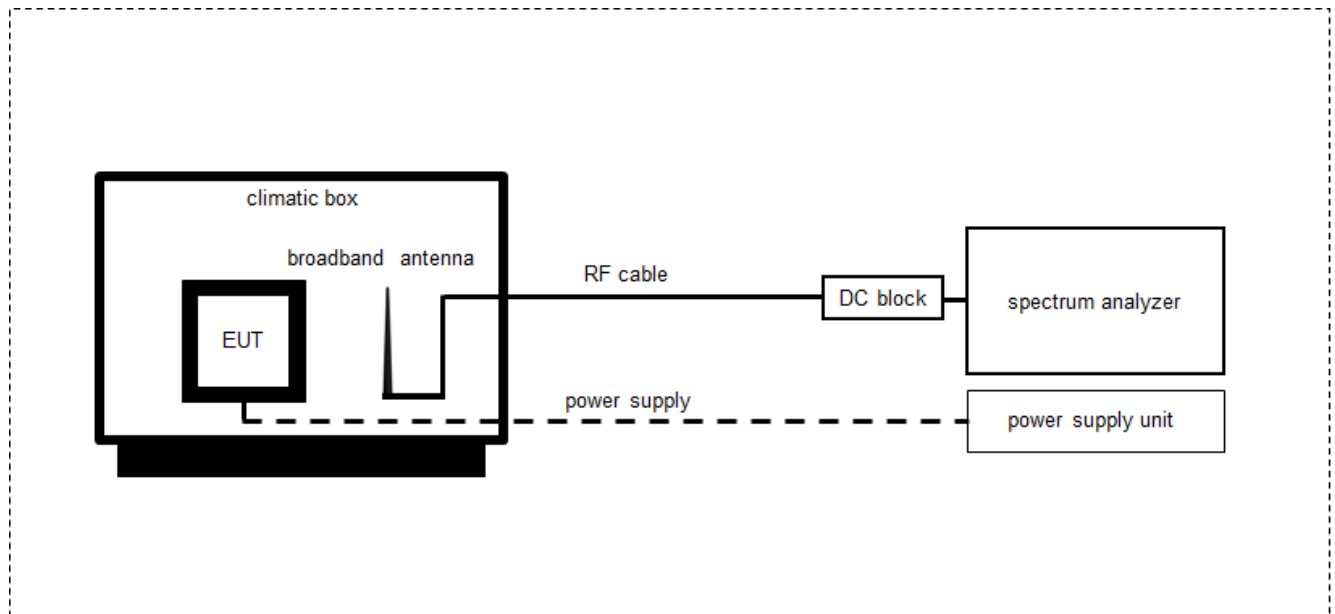 climatic box
broadband antenna
EUT
RF cable
DC block
spectrum analyzer
power supply
power supply unit